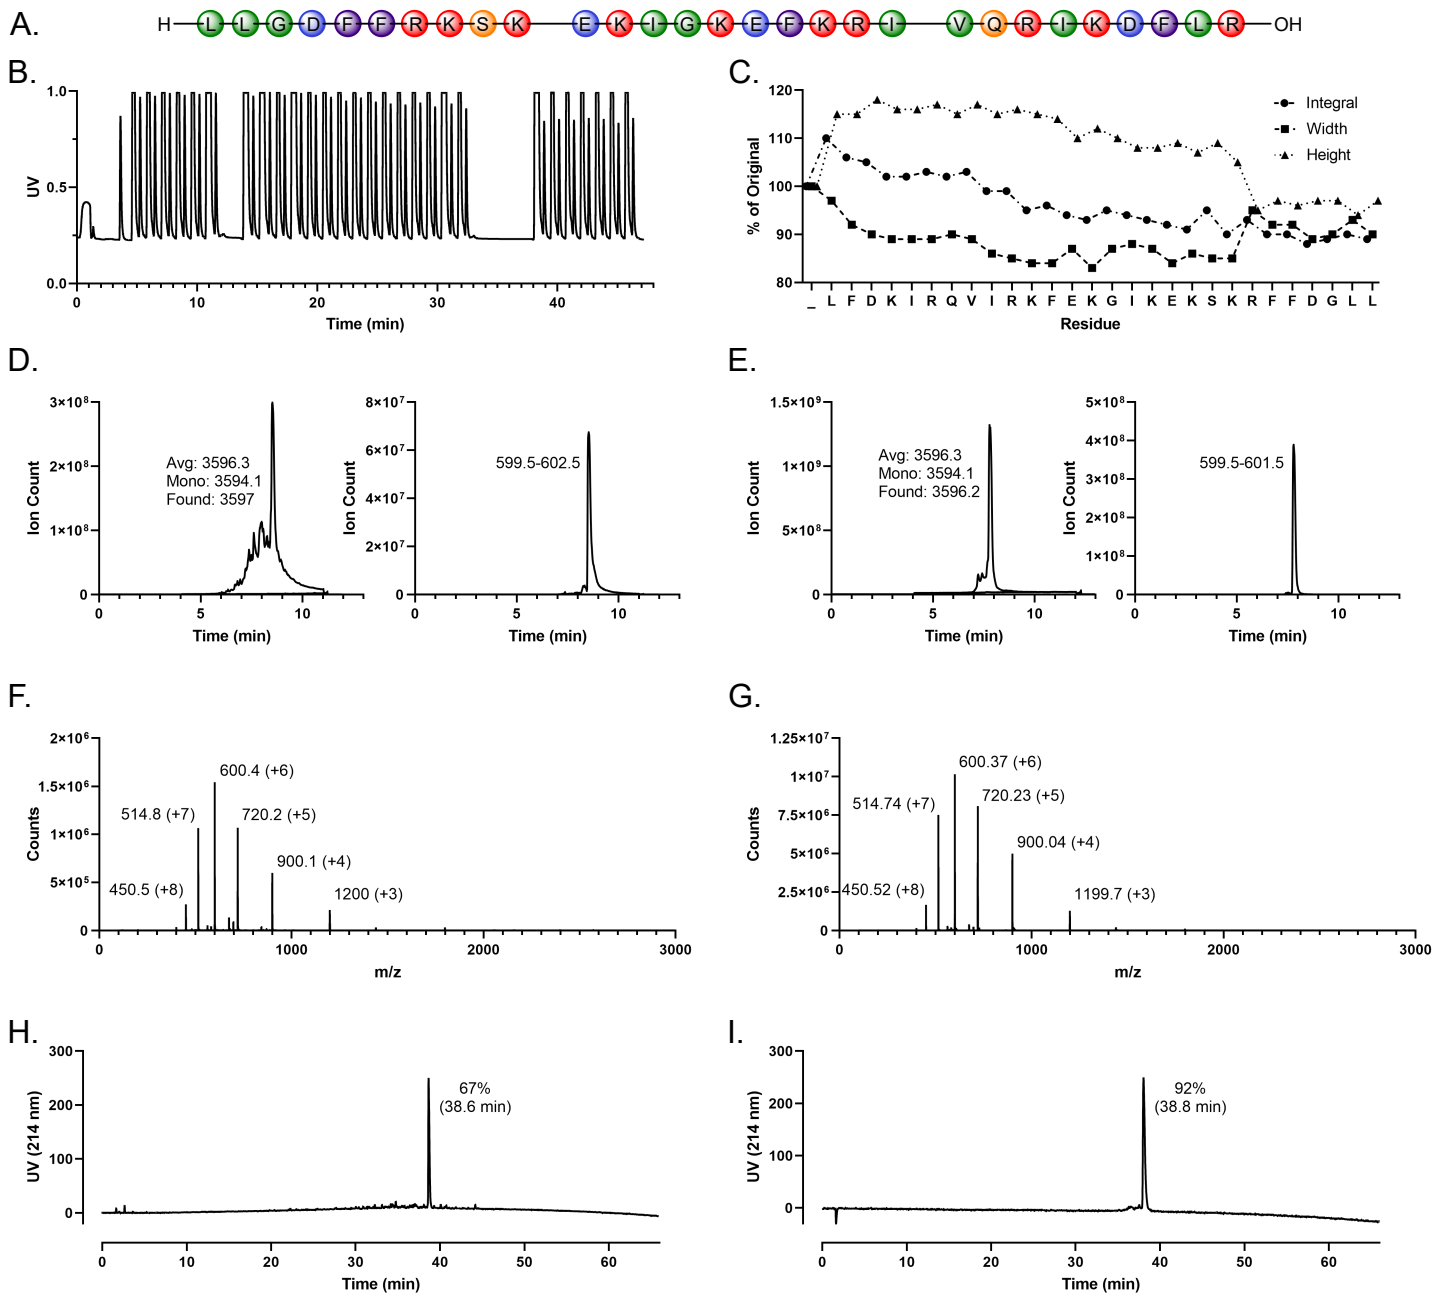 A. H L L G D F F R K S K E K I G K E F K R I V Q R I K D F L R OH
B.
1.0
0.5
0.0
UV
0 10 20 30 40
Time (min)
C.
120
110
100
90
80
% of Original
Integral
Width
Height
_ L F D K I R Q V I R K F E K G I K E K S K R F F D G L L
Residue
D.
3×10⁸
2×10⁸
1×10⁸
0
Ion Count
Avg: 3596.3
Mono: 3594.1
Found: 3597
0 5 10
Time (min)
8×10⁷
6×10⁷
4×10⁷
2×10⁷
0
Ion Count
599.5-602.5
0 5 10
Time (min)
E.
1.5×10⁹
1×10⁹
5×10⁸
0
Ion Count
Avg: 3596.3
Mono: 3594.1
Found: 3596.2
0 5 10
Time (min)
5×10⁸
4×10⁸
3×10⁸
2×10⁸
1×10⁸
0
Ion Count
599.5-601.5
0 5 10
Time (min)
F.
2×10⁶
1.5×10⁶
1×10⁶
5×10⁵
0
Counts
600.4 (+6)
514.8 (+7)
720.2 (+5)
900.1 (+4)
450.5 (+8)
1200 (+3)
0 1000 2000 3000
m/z
G.
1.25×10⁷
1×10⁷
7.5×10⁶
5×10⁶
2.5×10⁶
0
Counts
600.37 (+6)
514.74 (+7)
720.23 (+5)
900.04 (+4)
450.52 (+8)
1199.7 (+3)
0 1000 2000 3000
m/z
H.
300
200
100
0
UV (214 nm)
67%
(38.6 min)
0 10 20 30 40 50 60
Time (min)
I.
300
200
100
0
UV (214 nm)
92%
(38.8 min)
0 10 20 30 40 50 60
Time (min)